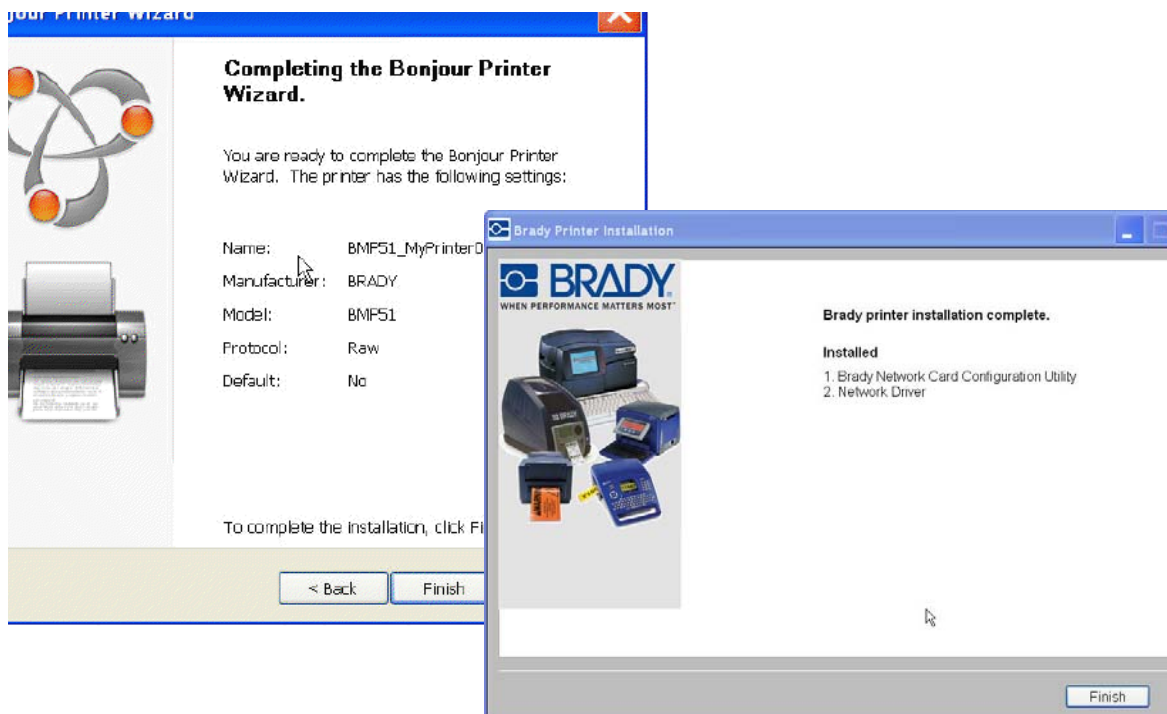 Printer Wizard
Completing the Bonjour Printer
Wizard.
You are ready to complete the Bonjour Printer
Wizard. The printer has the following settings:
Name: BMP51_MyPrinter0
Manufacturer: BRADY
Model: BMP51
Protocol: Raw
Default: No
To complete the installation, click Fi
< Back
Finish
Brady Printer Installation
BRADY.
WHEN PERFORMANCE MATTERS MOST
Brady printer installation complete.
Installed
1. Brady Network Card Configuration Utility
2. Network Driver
Finish